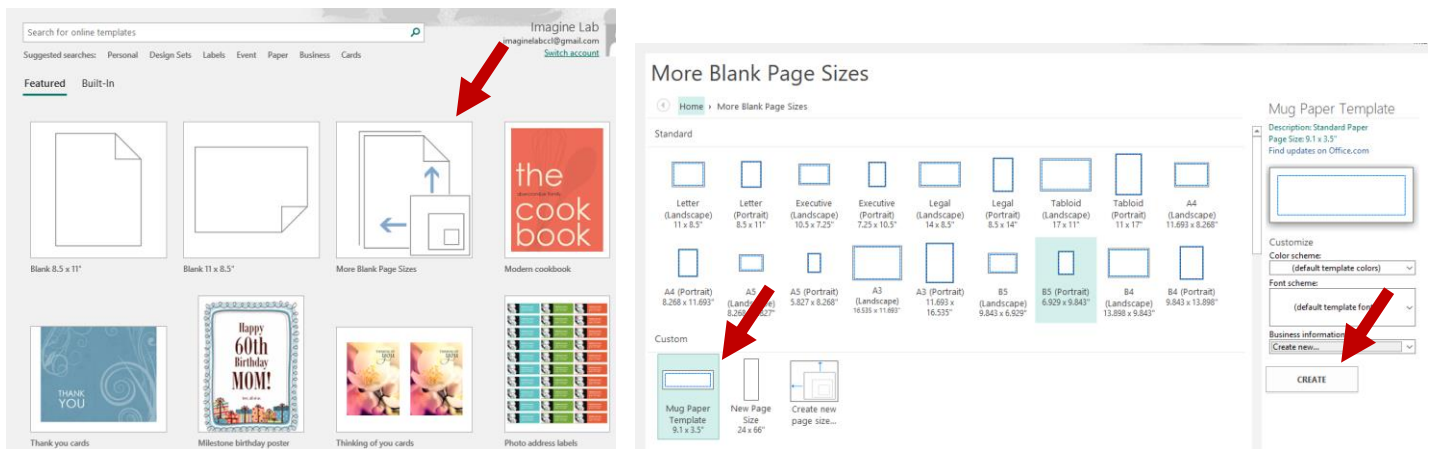 Search for online templates
Imagine Lab
imaginelabccl@gmail.com
Switch account
Suggested searches: Personal Design Sets Labels Event Paper Business Cards
Featured Built-In
the
cook
book
Blank 8.5 x 11"
Blank 11 x 8.5"
More Blank Page Sizes
Modern cookbook
THANK
YOU
Happy
60th
Birthday
MOM!
Thank you cards
Milestone birthday poster
Thinking of you cards
Photo address labels
More Blank Page Sizes
Home › More Blank Page Sizes
Standard
Letter
(Landscape)
11 x 8.5"
Letter
(Portrait)
8.5 x 11"
Executive
(Landscape)
10.5 x 7.25"
Executive
(Portrait)
7.25 x 10.5"
Legal
(Landscape)
14 x 8.5"
Legal
(Portrait)
8.5 x 14"
Tabloid
(Landscape)
17 x 11"
Tabloid
(Portrait)
11 x 17"
A4
(Landscape)
11.693 x 8.268"
A4 (Portrait)
8.268 x 11.693"
A5
8.268
A5 (Portrait)
5.827 x 8.268"
A3
(Landscape)
16.535 x 11.693"
A3 (Portrait)
11.693 x
16.535"
B5
(Landscape)
9.843 x 6.929"
B5 (Portrait)
6.929 x 9.843"
B4
(Landscape)
13.898 x 9.843"
B4 (Portrait)
9.843 x 13.898"
Custom
Mug Paper
Template
9.1 x 3.5"
New Page
Size
24 x 66"
Create new
page size...
Mug Paper Template
Description: Standard Paper
Page Size: 9.1 x 3.5"
Find updates on Office.com
Customize
Color scheme:
(default template colors)
Font scheme:
(default template
Business information
Create new...
CREATE